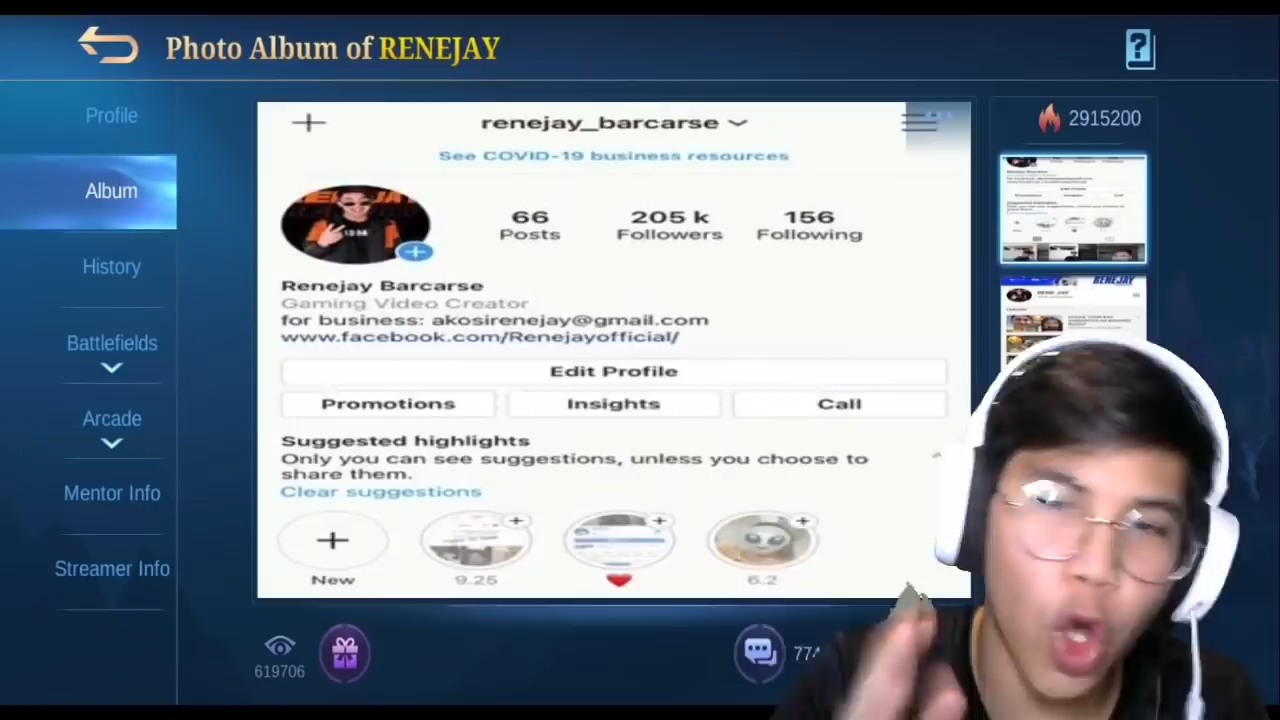 Photo Album of RENEJAY
Profile
Album
History
Battlefields
Arcade
Mentor Info
Streamer Info
renejay_barcarse
See COVID-19 business resources
66
Posts
205 k
Followers
156
Following
Renejay Barcarse
Gaming Video Creator
for business: akosirenejay@gmail.com
www.facebook.com/Renejayofficial/
Edit Profile
Promotions
Insights
Call
Suggested highlights
Only you can see suggestions, unless you choose to
share them.
Clear suggestions
New
9.25
6.2
2915200
RENEJAY
619706
774